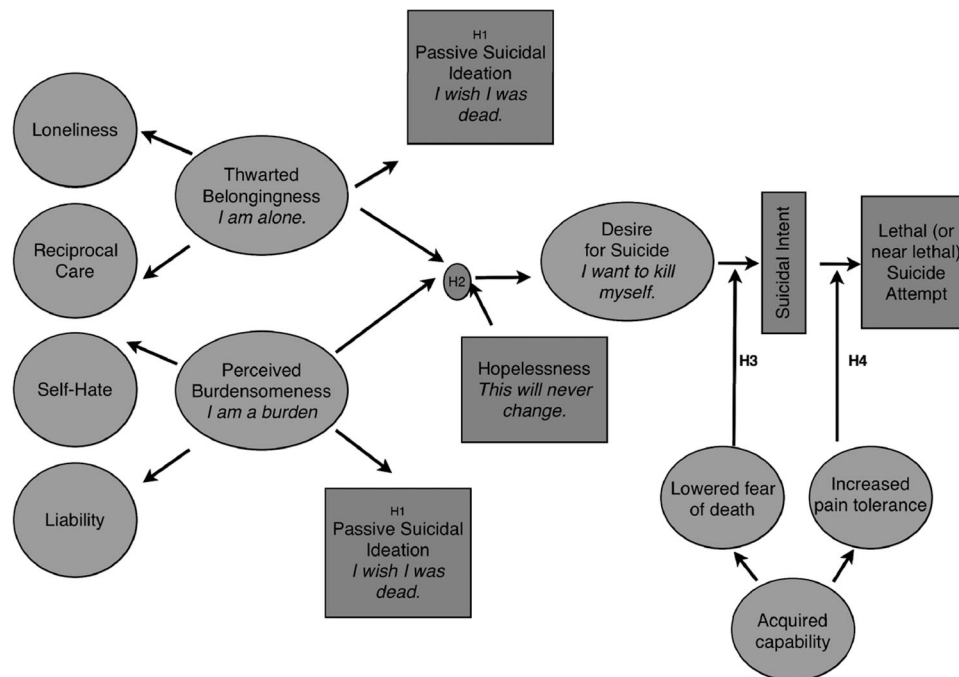 H1
Passive Suicidal
Ideation
I wish I was
dead.
Loneliness
Thwarted
Belongingness
I am alone.
Reciprocal
Care
Desire
for Suicide
I want to kill
myself.
Suicidal Intent
Lethal (or
near lethal)
Suicide
Attempt
H2
Self-Hate
Perceived
Burdensomeness
I am a burden
Hopelessness
This will never
change.
H3
H4
Liability
H1
Passive Suicidal
Ideation
I wish I was
dead.
Lowered fear
of death
Increased
pain tolerance
Acquired
capability